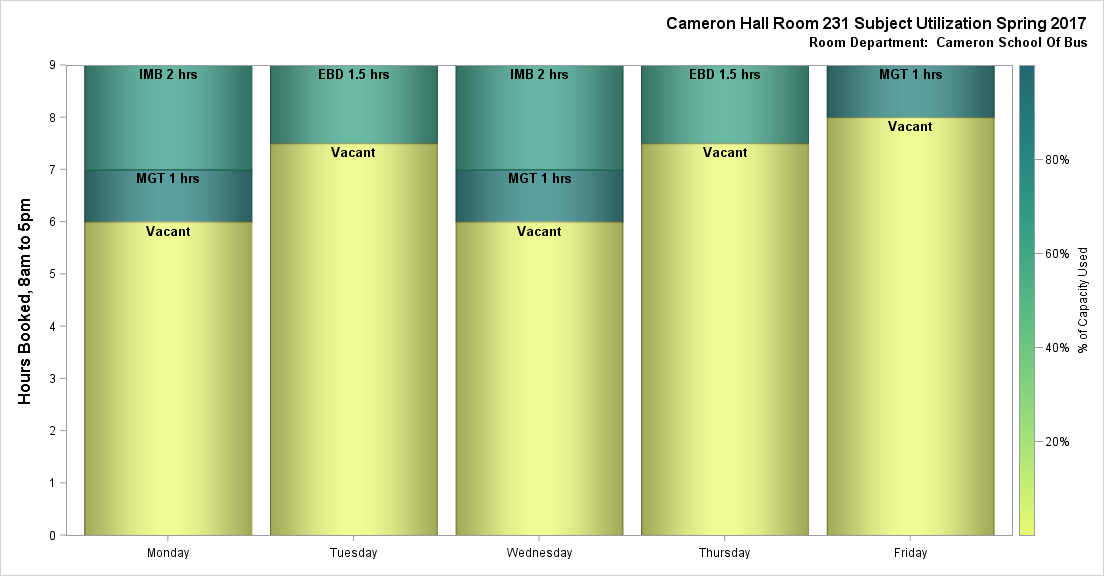 Cameron Hall Room 231 Subject Utilization Spring 2017
Room Department:  Cameron School Of Bus
Hours Booked, 8am to 5pm
9
8
7
6
5
4
3
2
1
0
IMB 2 hrs
MGT 1 hrs
Vacant
EBD 1.5 hrs
Vacant
IMB 2 hrs
MGT 1 hrs
Vacant
EBD 1.5 hrs
Vacant
MGT 1 hrs
Vacant
Monday
Tuesday
Wednesday
Thursday
Friday
80%
60%
40%
20%
% of Capacity Used